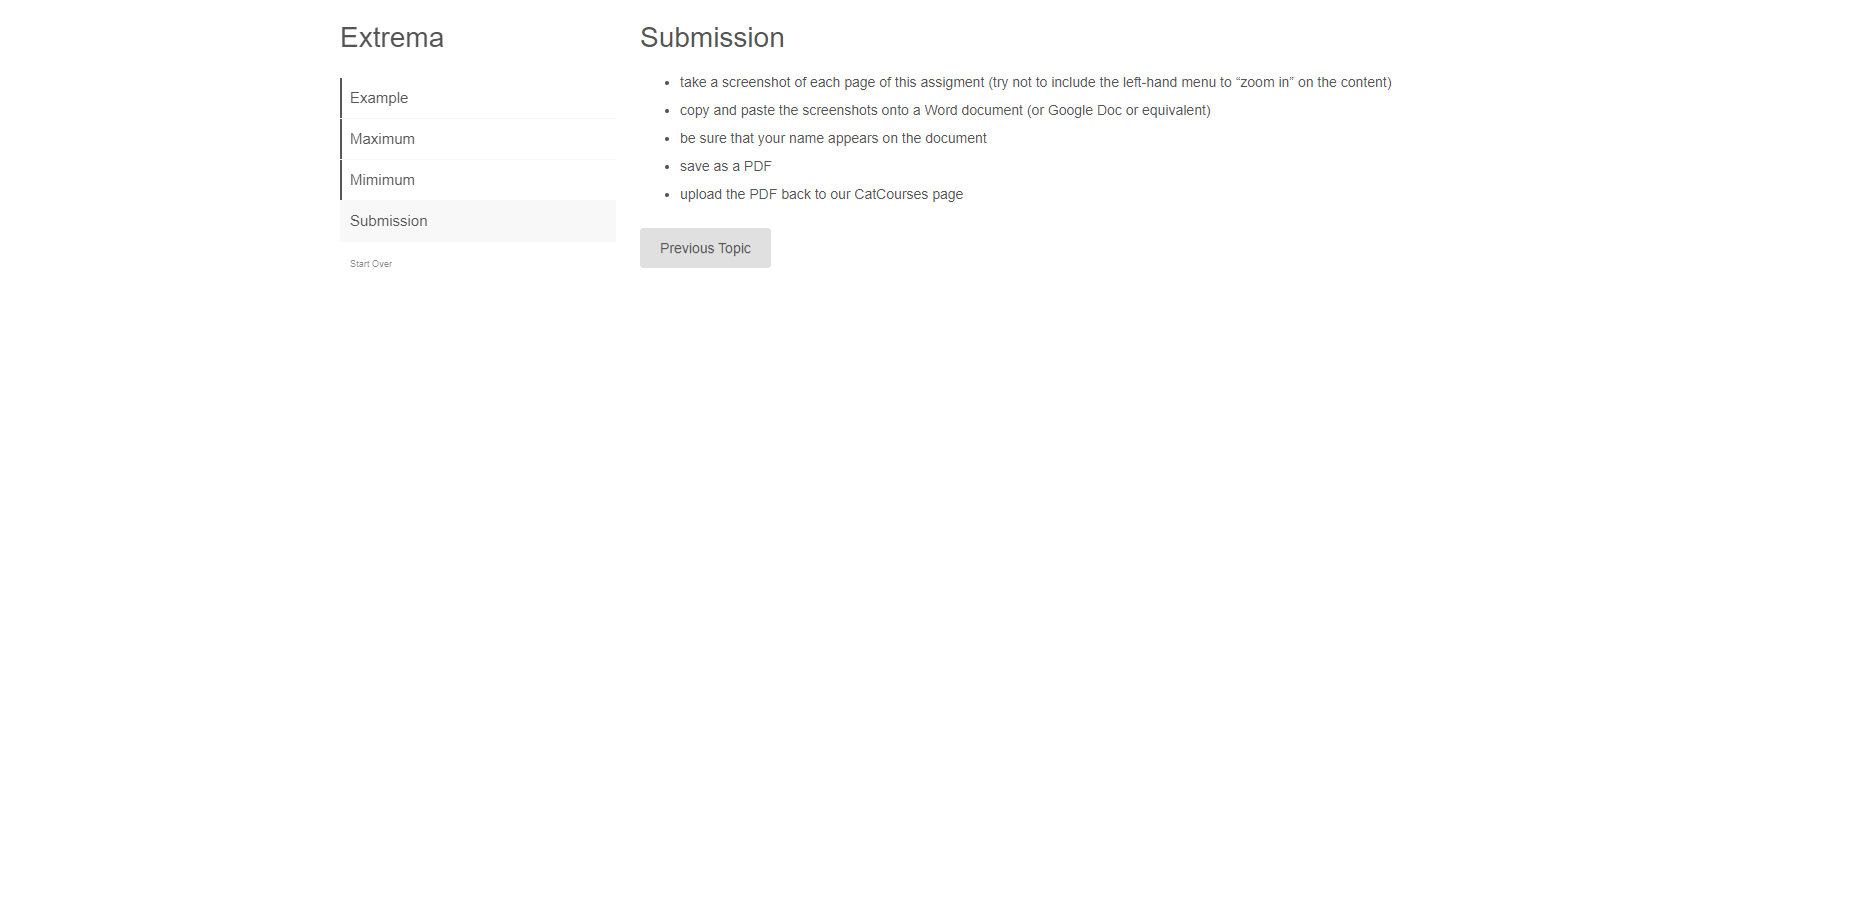 Extrema
Example
Maximum
Mimimum
Submission
Start Over
Submission
take a screenshot of each page of this assigment (try not to include the left-hand menu to “zoom in” on the content)
copy and paste the screenshots onto a Word document (or Google Doc or equivalent)
be sure that your name appears on the document
save as a PDF
upload the PDF back to our CatCourses page
Previous Topic